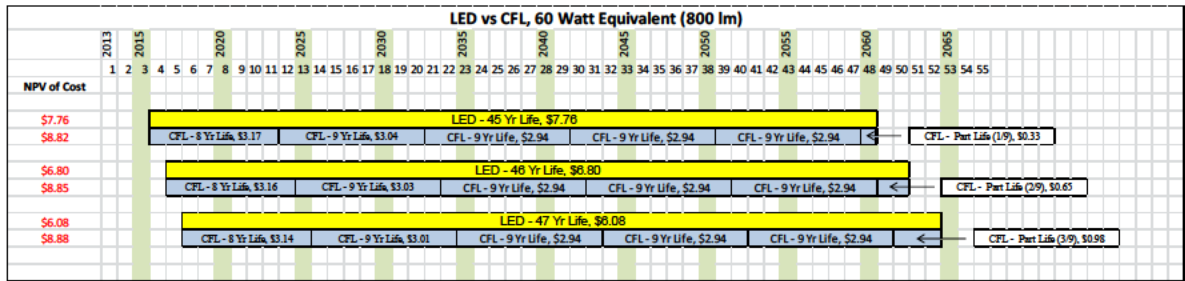 LED vs CFL, 60 Watt Equivalent (800 lm)
2013 2015 2020 2025 2030 2035 2040 2045 2050 2055 2060 2065
1 2 3 4 5 6 7 8 9 10 11 12 13 14 15 16 17 18 19 20 21 22 23 24 25 26 27 28 29 30 31 32 33 34 35 36 37 38 39 40 41 42 43 44 45 46 47 48 49 50 51 52 53 54 55
NPV of Cost
$7.76 LED - 45 Yr Life, $7.76
$8.82 CFL - 8 Yr Life, $3.17 CFL - 9 Yr Life, $3.04 CFL - 9 Yr Life, $2.94 CFL - 9 Yr Life, $2.94 CFL - 9 Yr Life, $2.94 CFL - Part Life (1/9), $0.33
$6.80 LED - 46 Yr Life, $6.80
$8.85 CFL - 8 Yr Life, $3.16 CFL - 9 Yr Life, $3.03 CFL - 9 Yr Life, $2.94 CFL - 9 Yr Life, $2.94 CFL - 9 Yr Life, $2.94 CFL - Part Life (2/9), $0.65
$6.08 LED - 47 Yr Life, $6.08
$8.88 CFL - 8 Yr Life, $3.14 CFL - 9 Yr Life, $3.01 CFL - 9 Yr Life, $2.94 CFL - 9 Yr Life, $2.94 CFL - 9 Yr Life, $2.94 CFL - Part Life (3/9), $0.98